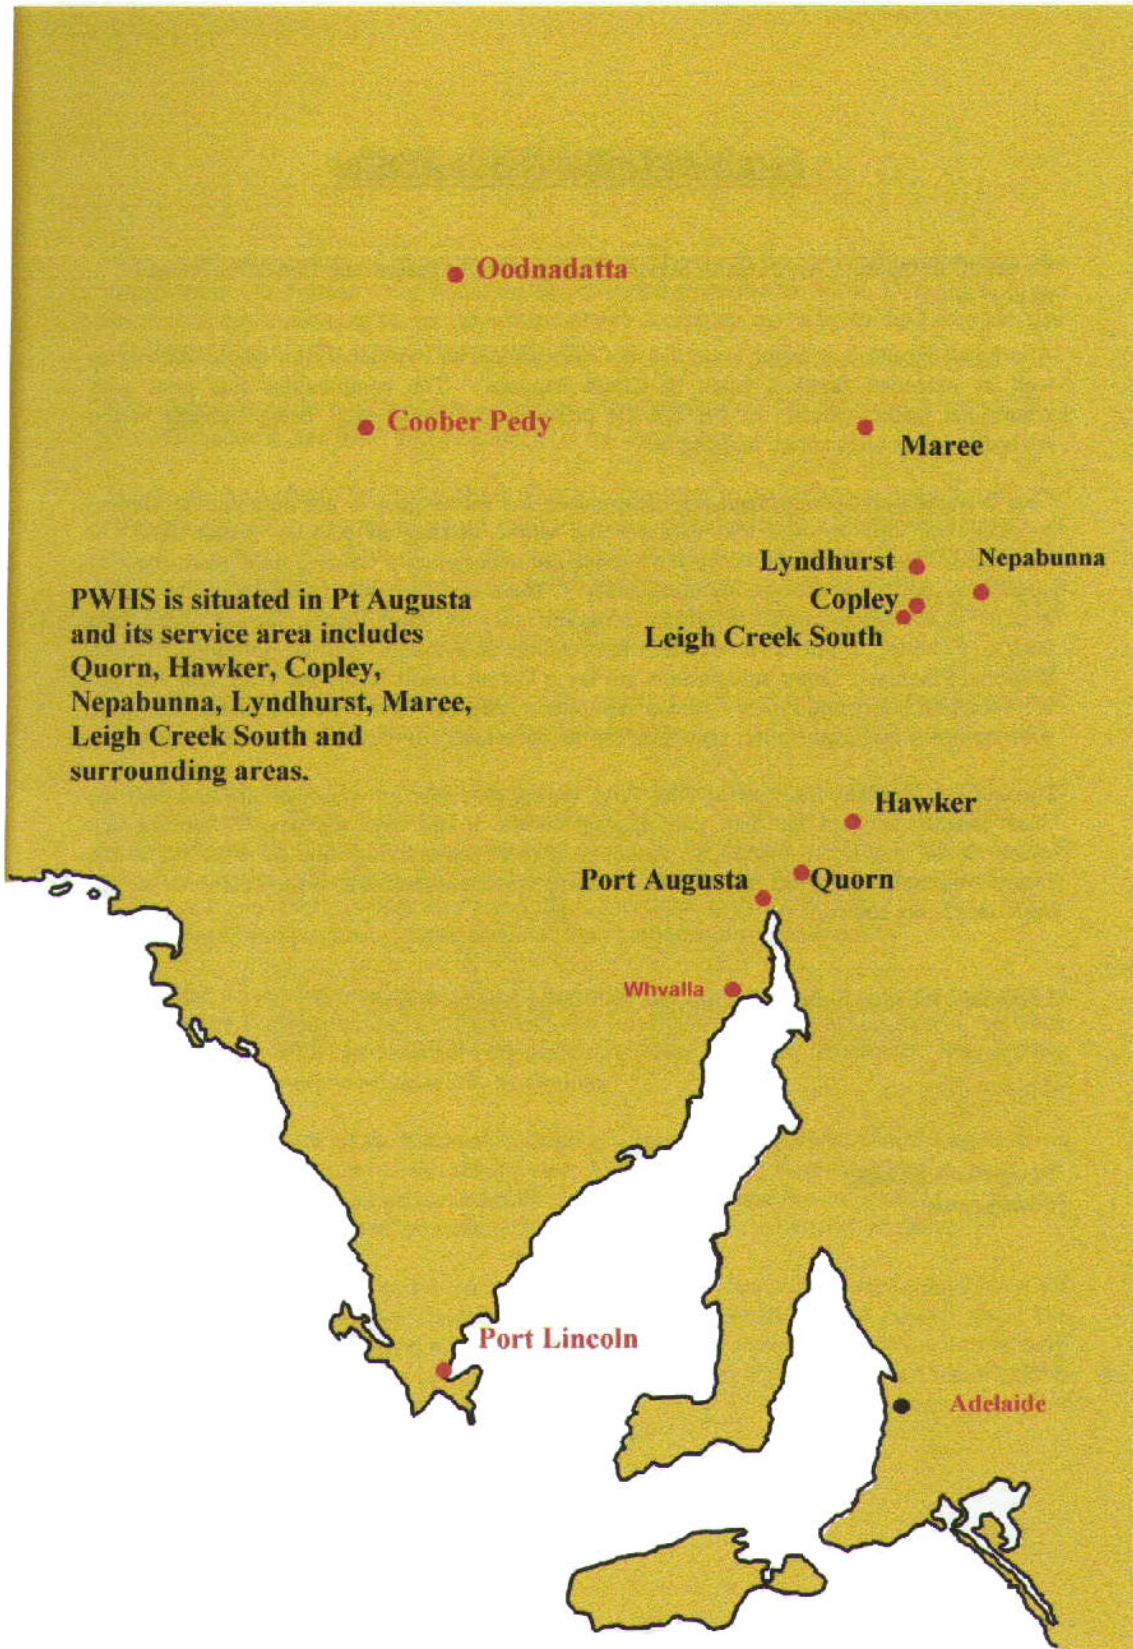 Oodnadatta
Coober Pedy
Maree
Lyndhurst
Nepabunna
Copley
Leigh Creek South
PWHS is situated in Pt Augusta
and its service area includes
Quorn, Hawker, Copley,
Nepabunna, Lyndhurst, Maree,
Leigh Creek South and
surrounding areas.
Hawker
Port Augusta
Quorn
Whvalla
Port Lincoln
Adelaide